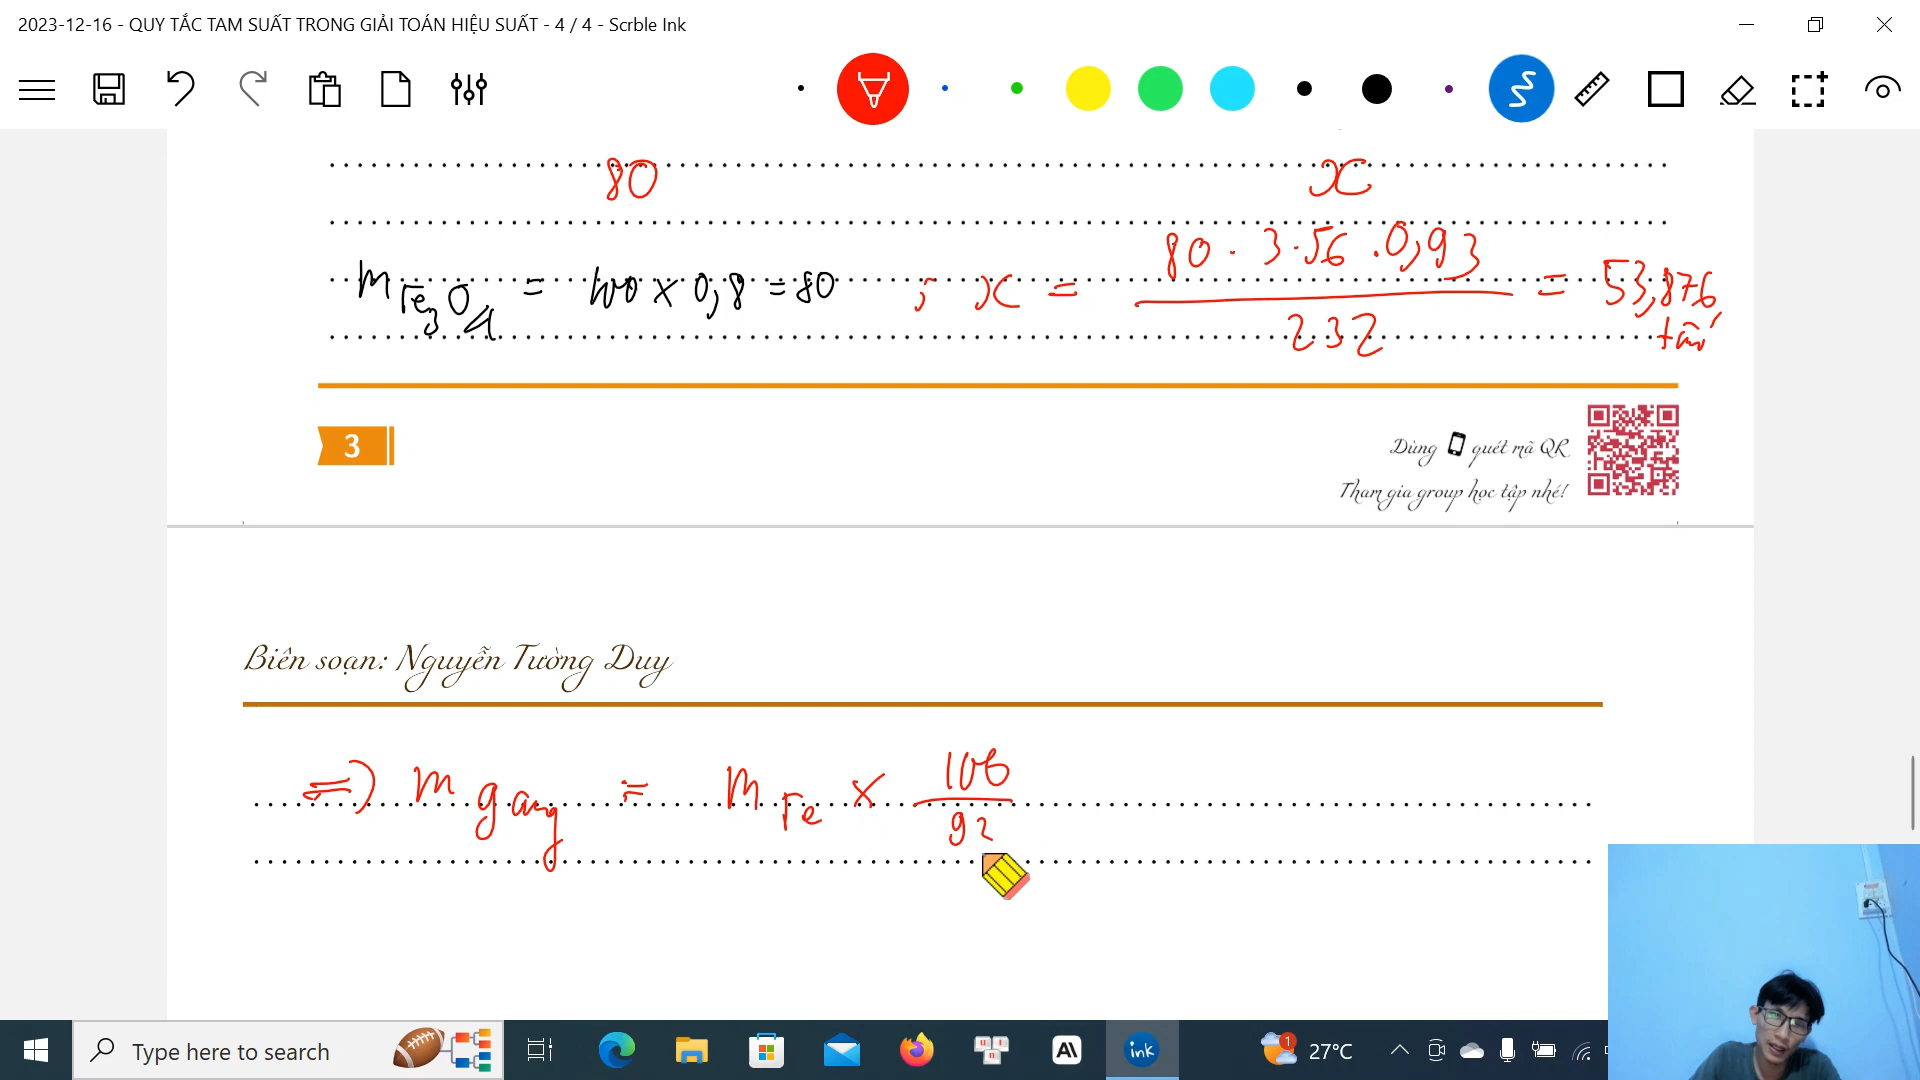 2023-12-16 - QUY TẮC TAM SUẤT TRONG GIẢI TOÁN HIỆU SUẤT - 4 / 4 - Scrble Ink
80 x
m Fe3O4 = 100 x 0,8 = 80 ; x = 80 . 3 . 56 . 0,93 / 232 = 53,876 tấn
3
Dùng quét mã QR
Tham gia group học tập nhé!
Biên soạn: Nguyễn Tường Duy
=> m gang = m Fe x 100 / 92
Type here to search
ink
1
27°C